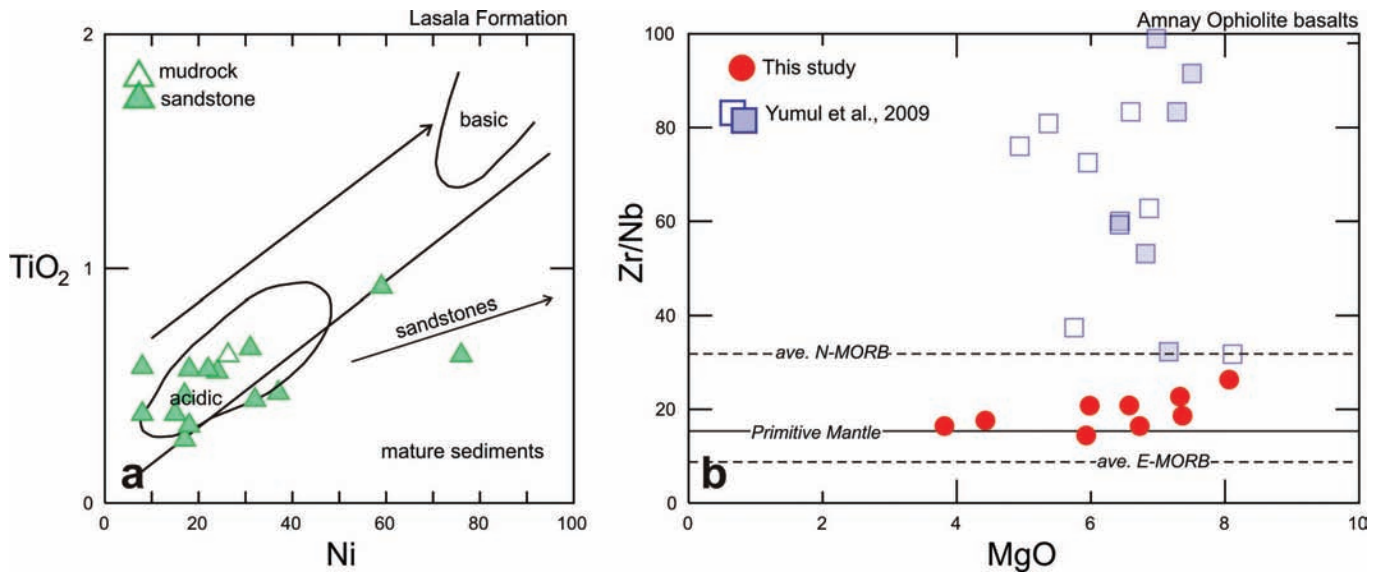 Lasala Formation
2
mudrock
sandstone
basic
TiO2
1
sandstones
acidic
mature sediments
a
0
0 20 40 60 80 100
Ni
Amnay Ophiolite basalts
100
This study
Yumul et al., 2009
80
Zr/Nb
60
40
ave. N-MORB
20
Primitive Mantle
ave. E-MORB
b
0
0 2 4 6 8 10
MgO